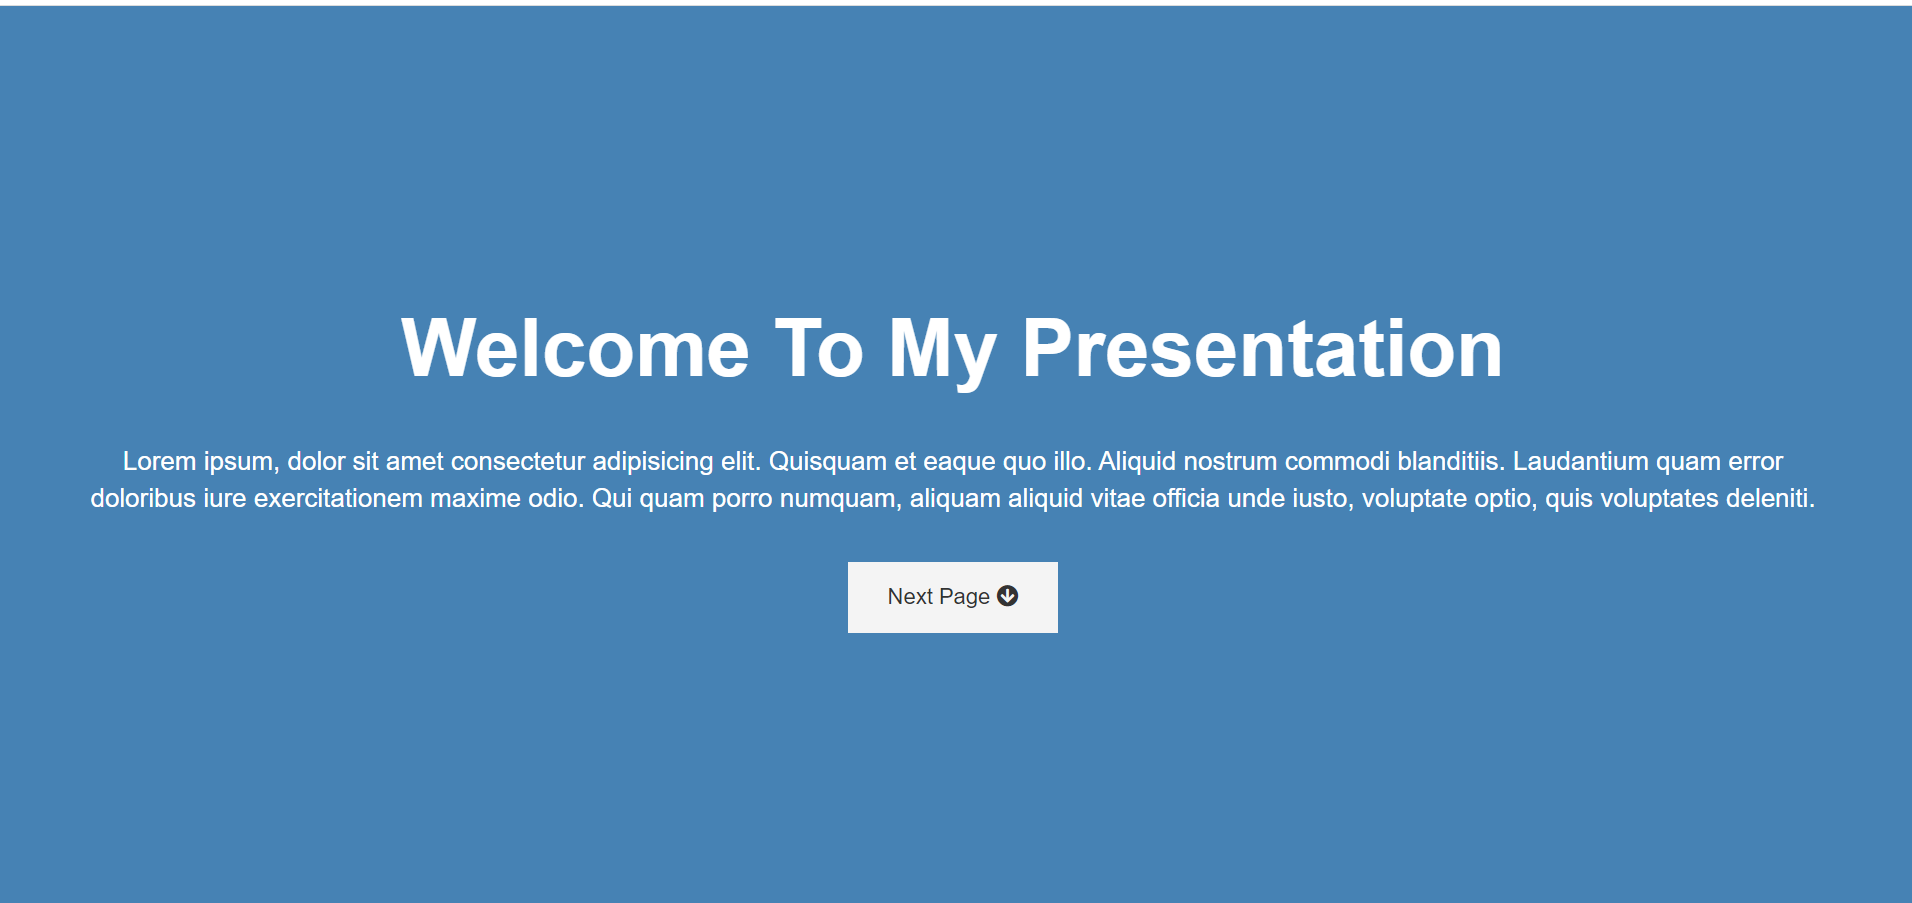 Welcome To My Presentation
Lorem ipsum, dolor sit amet consectetur adipisicing elit. Quisquam et eaque quo illo. Aliquid nostrum commodi blanditiis. Laudantium quam error
doloribus iure exercitationem maxime odio. Qui quam porro numquam, aliquam aliquid vitae officia unde iusto, voluptate optio, quis voluptates deleniti.
Next Page